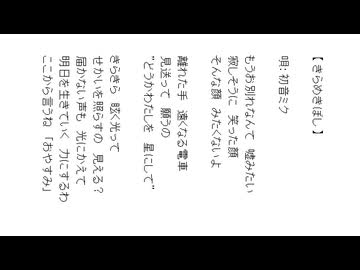 【きらめきぼし】
唄:初音ミク
もうお別れなんて 嘘みたい
寂しそうに 笑った顔
そんな顔 みたくないよ
離れた手 遠くなる電車
見送って 願うの
“どうかわたしを 星にして”
きらきら 眩く光って
せかいを照らすの 見える?
届かない声も 光にかえて
明日を生きていく 力にするわ
ここから言うね 「おやすみ」